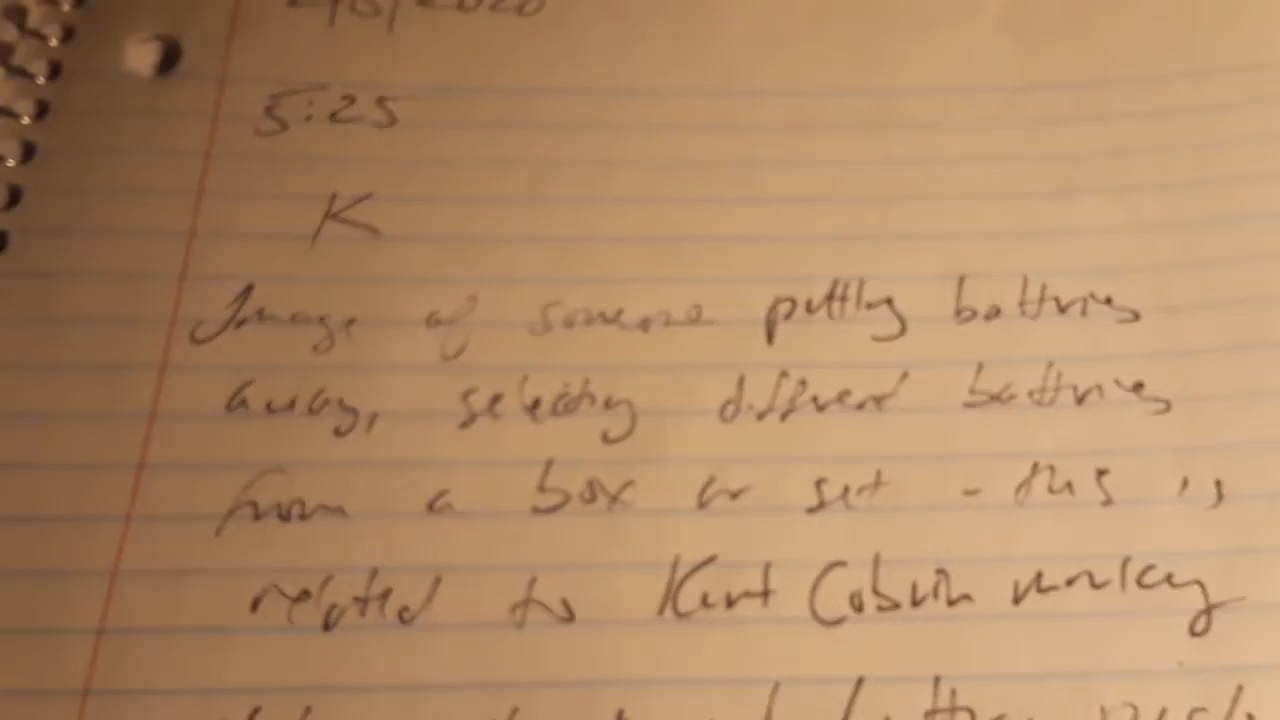 2020
5:25
K
Image of someone putting batteries
away, selecting different batteries
from a box or set - this is
related to Kurt Cobain